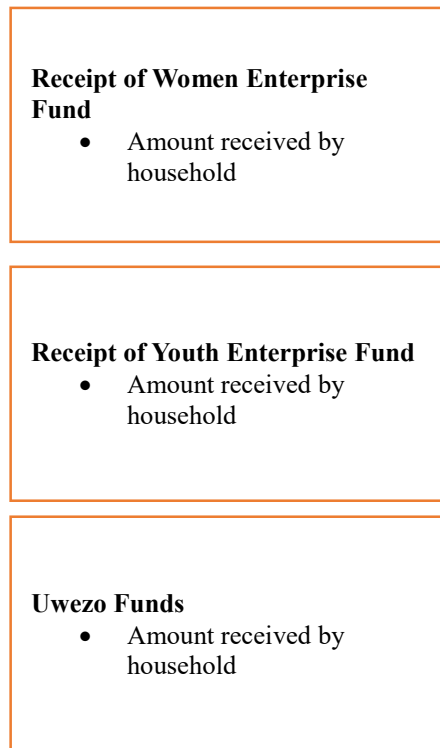 Receipt of Women Enterprise
Fund
• Amount received by
household
Receipt of Youth Enterprise Fund
• Amount received by
household
Uwezo Funds
• Amount received by
household